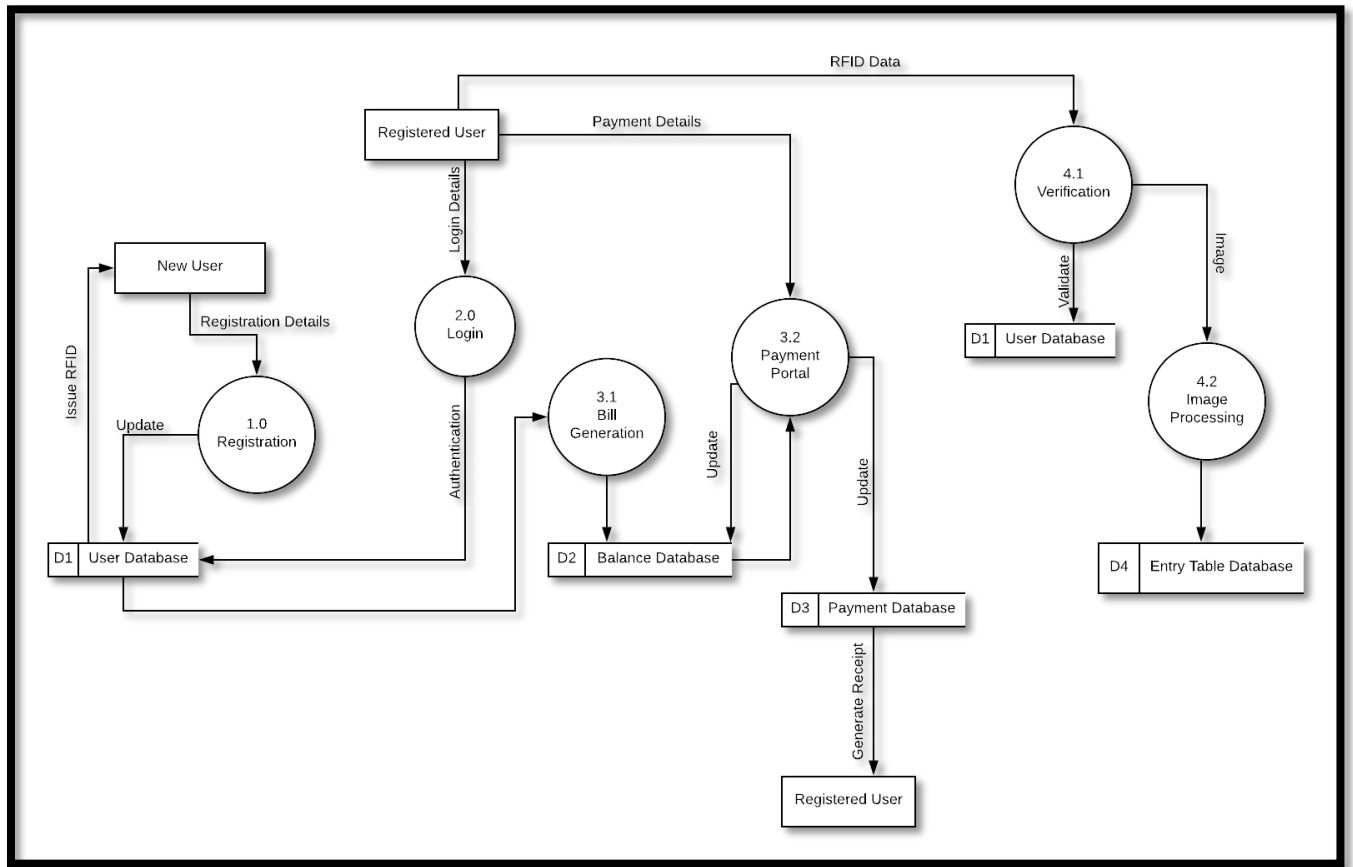 RFID Data
Registered User
Payment Details
Login Details
4.1
Verification
Image
New User
Registration Details
Issue RFID
2.0
Login
Validate
D1 User Database
3.2
Payment
Portal
3.1
Bill
Generation
4.2
Image
Processing
1.0
Registration
Update
Authentication
Update
Update
D1 User Database
D2 Balance Database
D4 Entry Table Database
D3 Payment Database
Generate Receipt
Registered User